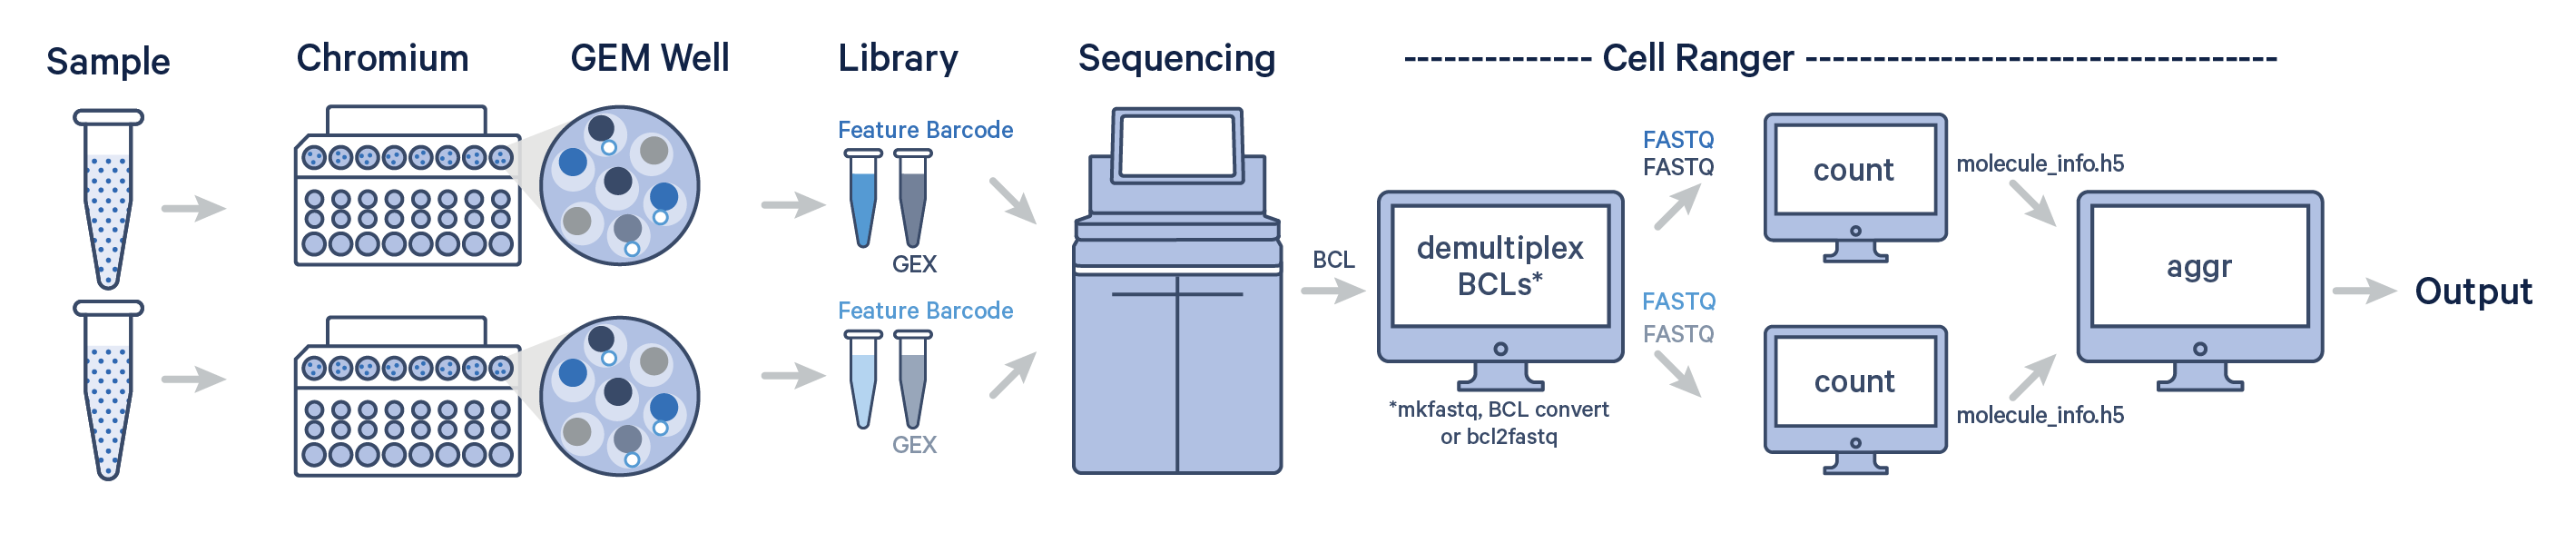 Sample
Chromium
GEM Well
Library
Sequencing
Cell Ranger
Feature Barcode
GEX
Feature Barcode
GEX
BCL
demultiplex
BCLs*
*mkfastq, BCL convert
or bcl2fastq
FASTQ
FASTQ
FASTQ
FASTQ
count
molecule_info.h5
count
molecule_info.h5
aggr
Output